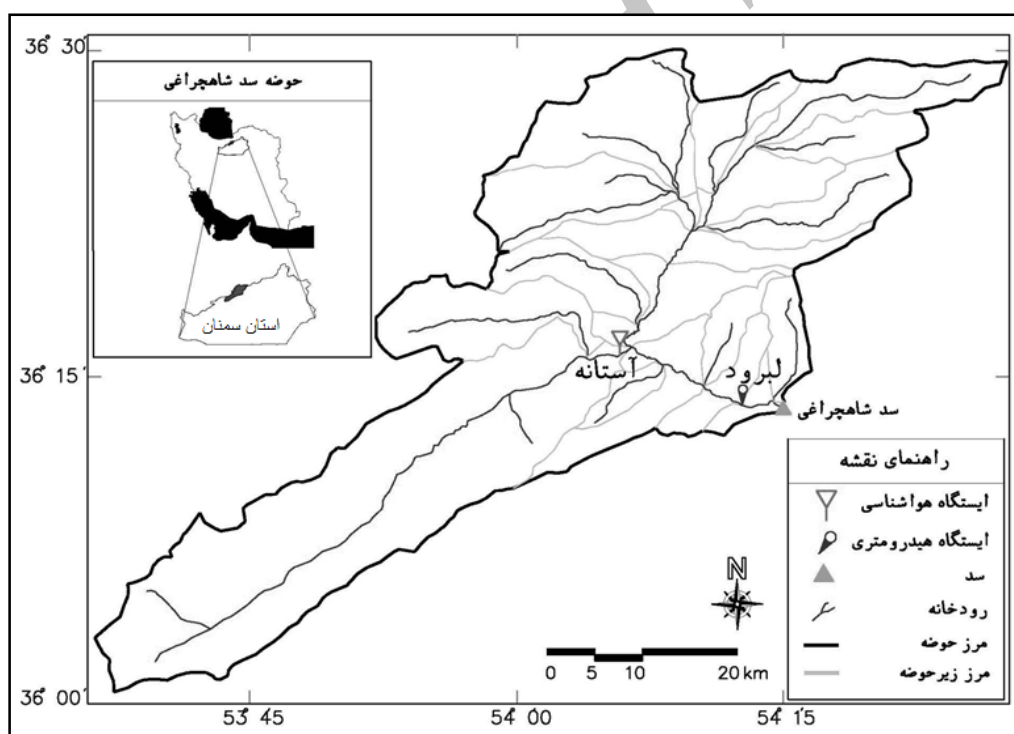 36° 30'
حوضه سد شاهچراغی
استان سمنان
36° 15'
آستانه
لبرود
سد شاهچراغی
راهنمای نقشه
ایستگاه هواشناسی
ایستگاه هیدرومتری
سد
رودخانه
مرز حوضه
مرز زیرحوضه
N
0 5 10 20 km
36° 00'
53° 45' 54° 00' 54° 15'